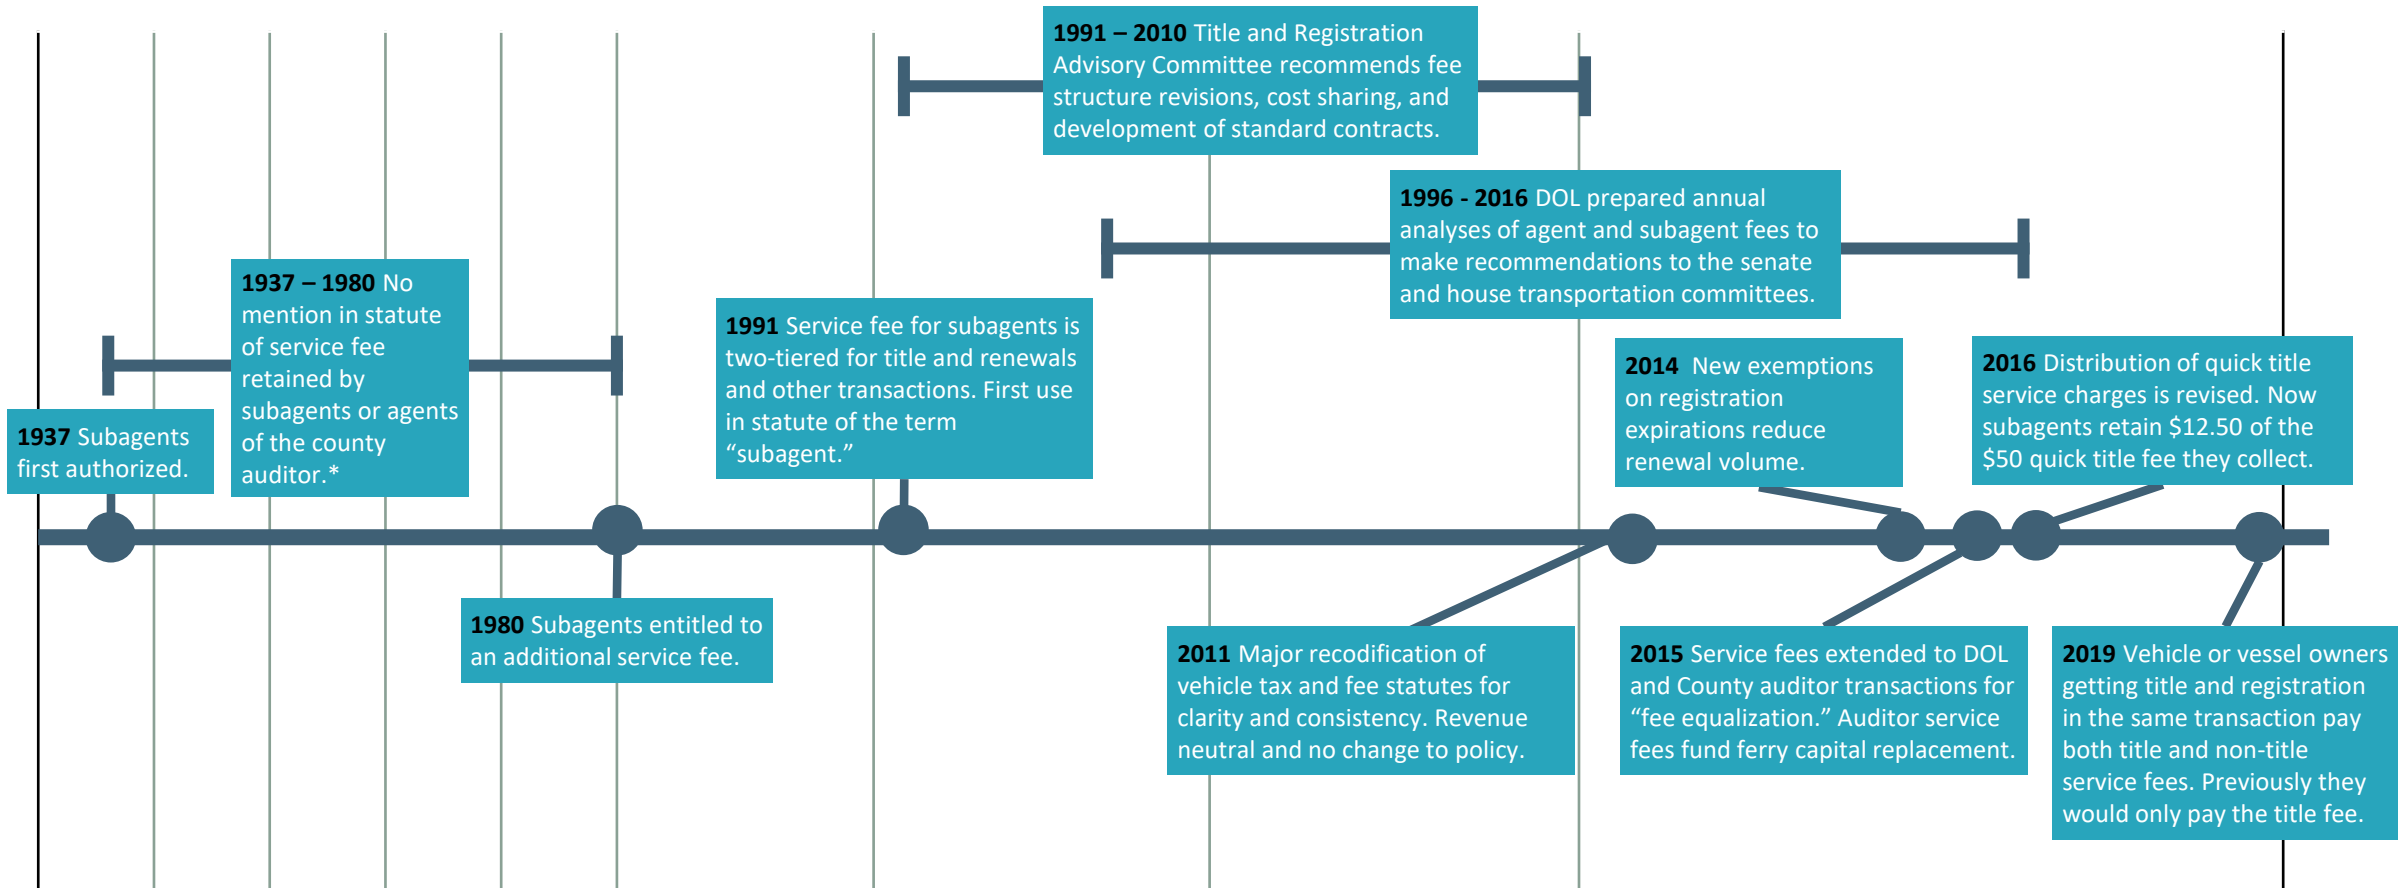 1991 – 2010 Title and Registration
Advisory Committee recommends fee
structure revisions, cost sharing, and
development of standard contracts.
1996 - 2016 DOL prepared annual
analyses of agent and subagent fees to
make recommendations to the senate
and house transportation committees.
1937 – 1980 No
mention in statute
of service fee
retained by
subagents or agents
of the county
auditor.*
1937 Subagents
first authorized.
1991 Service fee for subagents is
two-tiered for title and renewals
and other transactions. First use
in statute of the term
“subagent.”
2014 New exemptions
on registration
expirations reduce
renewal volume.
2016 Distribution of quick title
service charges is revised. Now
subagents retain $12.50 of the
$50 quick title fee they collect.
1980 Subagents entitled to
an additional service fee.
2011 Major recodification of
vehicle tax and fee statutes for
clarity and consistency. Revenue
neutral and no change to policy.
2015 Service fees extended to DOL
and County auditor transactions for
“fee equalization.” Auditor service
fees fund ferry capital replacement.
2019 Vehicle or vessel owners
getting title and registration
in the same transaction pay
both title and non-title
service fees. Previously they
would only pay the title fee.